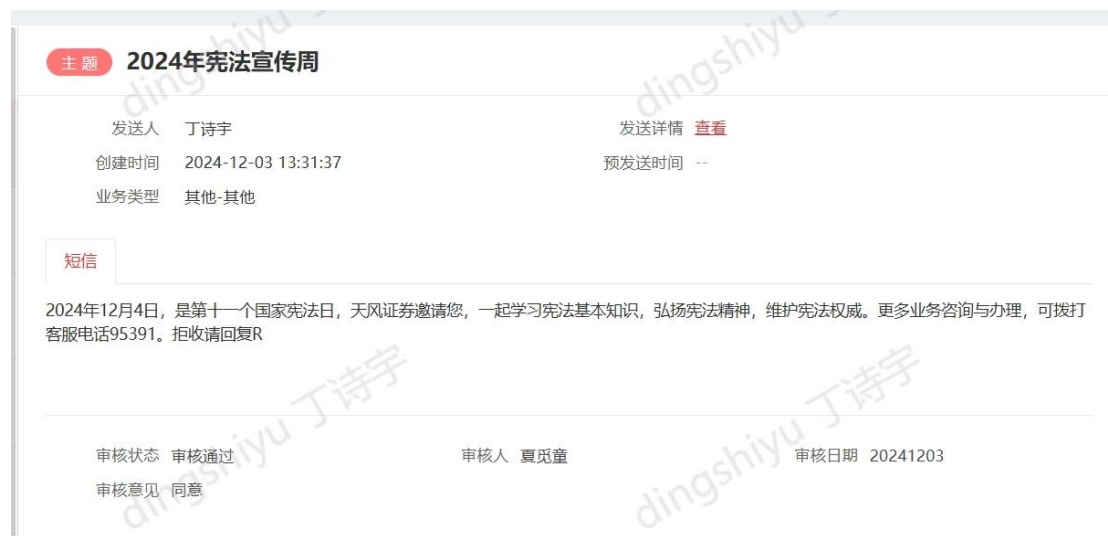 主题 2024年宪法宣传周
发送人 丁诗宇 发送详情 查看
创建时间 2024-12-03 13:31:37 预发送时间 --
业务类型 其他-其他
短信
2024年12月4日，是第十一个国家宪法日，天风证券邀请您，一起学习宪法基本知识，弘扬宪法精神，维护宪法权威。更多业务咨询与办理，可拨打
客服电话95391。拒收请回复R
审核状态 审核通过 审核人 夏觅童 审核日期 20241203
审核意见 同意
dingshiyu 丁诗宇
dingshiyu 丁诗宇
dingshiyu 丁诗宇
dingshiyu 丁诗宇